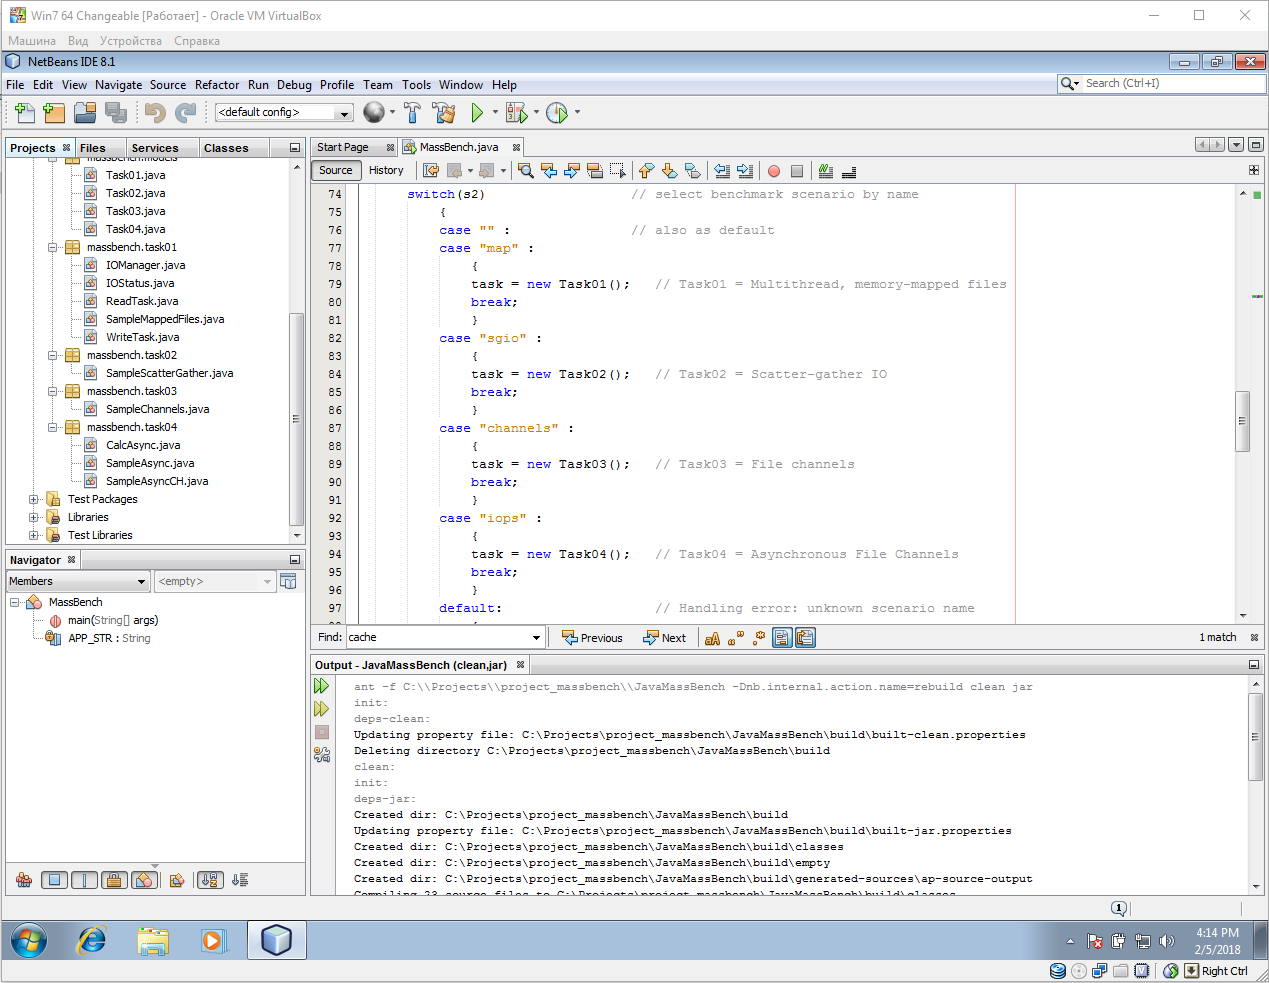 Win7 64 Changeable [Работает] - Oracle VM VirtualBox
Машина Вид Устройства Справка
NetBeans IDE 8.1
File Edit View Navigate Source Refactor Run Debug Profile Team Tools Window Help
Search (Ctrl+I)
<default config>
Projects Files Services Classes
massbench.models
Task01.java
Task02.java
Task03.java
Task04.java
massbench.task01
IOManager.java
IOStatus.java
ReadTask.java
SampleMappedFiles.java
WriteTask.java
massbench.task02
SampleScatterGather.java
massbench.task03
SampleChannels.java
massbench.task04
CalcAsync.java
SampleAsync.java
SampleAsyncCH.java
Test Packages
Libraries
Test Libraries
Navigator
Members <empty>
MassBench
main(String[] args)
APP_STR : String
Start Page MassBench.java
Source History
74 switch(s2) // select benchmark scenario by name
75 {
76 case "" : // also as default
77 case "map" :
78 {
79 task = new Task01(); // Task01 = Multithread, memory-mapped files
80 break;
81 }
82 case "sgio" :
83 {
84 task = new Task02(); // Task02 = Scatter-gather IO
85 break;
86 }
87 case "channels" :
88 {
89 task = new Task03(); // Task03 = File channels
90 break;
91 }
92 case "iops" :
93 {
94 task = new Task04(); // Task04 = Asynchronous File Channels
95 break;
96 }
97 default: // Handling error: unknown scenario name
Find: cache Previous Next 1 match
Output - JavaMassBench (clean,jar)
ant -f C:\\Projects\\project_massbench\\JavaMassBench -Dnb.internal.action.name=rebuild clean jar
init:
deps-clean:
Updating property file: C:\Projects\project_massbench\JavaMassBench\build\built-clean.properties
Deleting directory C:\Projects\project_massbench\JavaMassBench\build
clean:
init:
deps-jar:
Created dir: C:\Projects\project_massbench\JavaMassBench\build
Updating property file: C:\Projects\project_massbench\JavaMassBench\build\built-jar.properties
Created dir: C:\Projects\project_massbench\JavaMassBench\build\classes
Created dir: C:\Projects\project_massbench\JavaMassBench\build\empty
Created dir: C:\Projects\project_massbench\JavaMassBench\build\generated-sources\ap-source-output
Compiling 23 source files to C:\Projects\project_massbench\JavaMassBench\build\classes
1
4:14 PM
2/5/2018
Right Ctrl